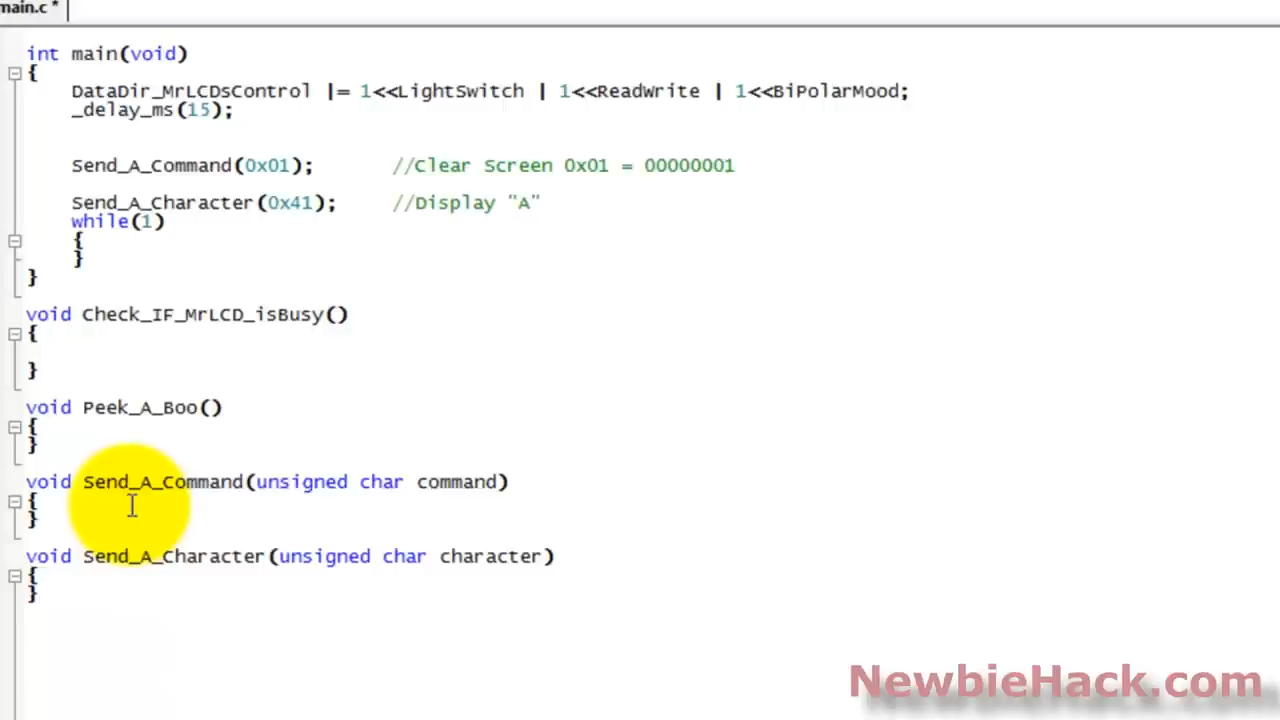 main.c *
int main(void)
{
DataDir_MrLCDsControl |= 1<<LightSwitch | 1<<ReadWrite | 1<<BiPolarMood;
_delay_ms(15);
Send_A_Command(0x01); //Clear Screen 0x01 = 00000001
Send_A_Character(0x41); //Display "A"
while(1)
{
}
}
void Check_IF_MrLCD_isBusy()
{
}
void Peek_A_Boo()
{
}
void Send_A_Command(unsigned char command)
{
}
void Send_A_Character(unsigned char character)
{
}
NewbieHack.com